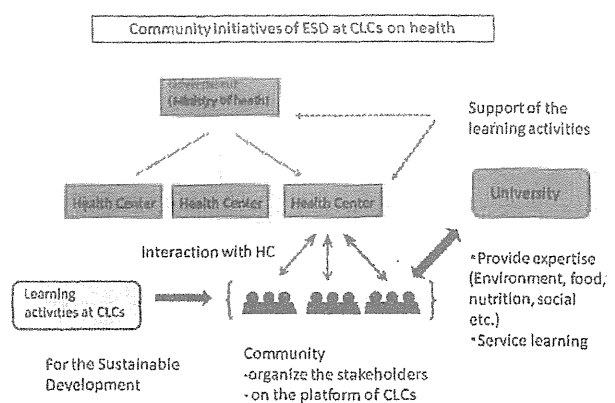 Community initiatives of ESD at CLCs on health
(Ministry of heath)
Support of the
learning activities
Health Center
Health Center
Health Center
University
Interaction with HC
Learning
activities at CLCs
•Provide expertise
(Environment, food,
nutrition, social
etc.)
•Service learning
For the Sustainable
Development
Community
-organize the stakeholders
- on the platform of CLCs